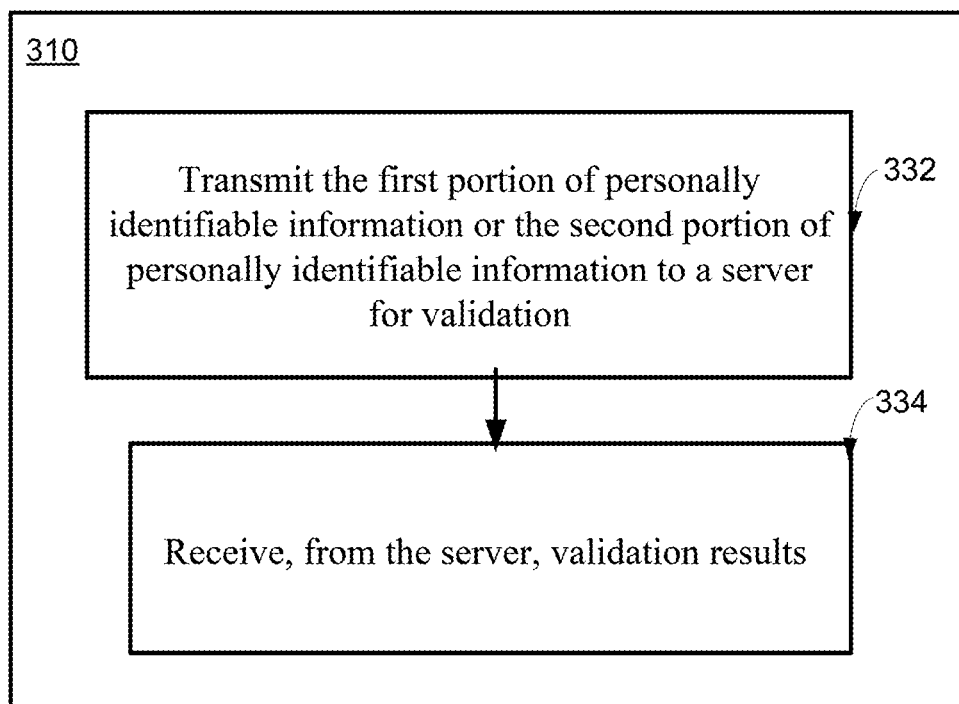 310
Transmit the first portion of personally
identifiable information or the second portion of
personally identifiable information to a server
for validation
332
334
Receive, from the server, validation results